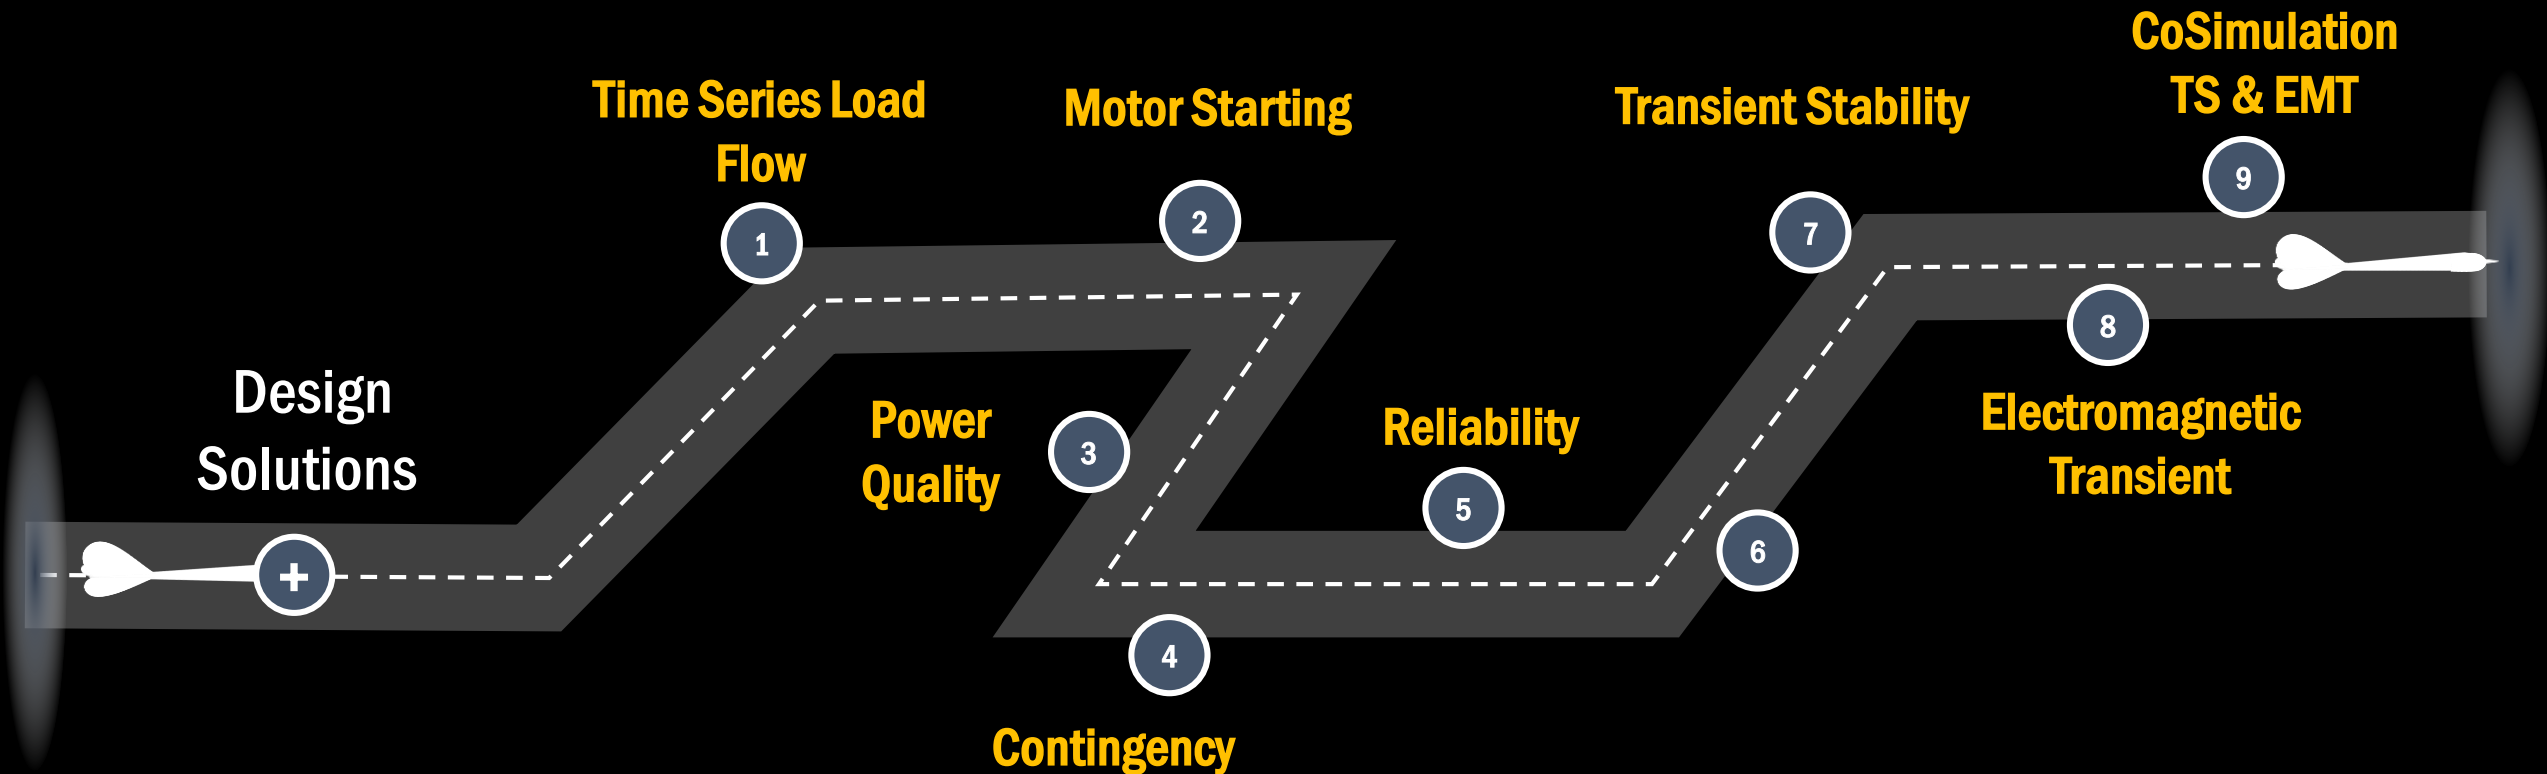 Design
Solutions
+
Time Series Load
Flow
1
Motor Starting
2
Power
Quality
3
4
Contingency
Reliability
5
6
Transient Stability
7
8
Electromagnetic
Transient
CoSimulation
TS & EMT
9